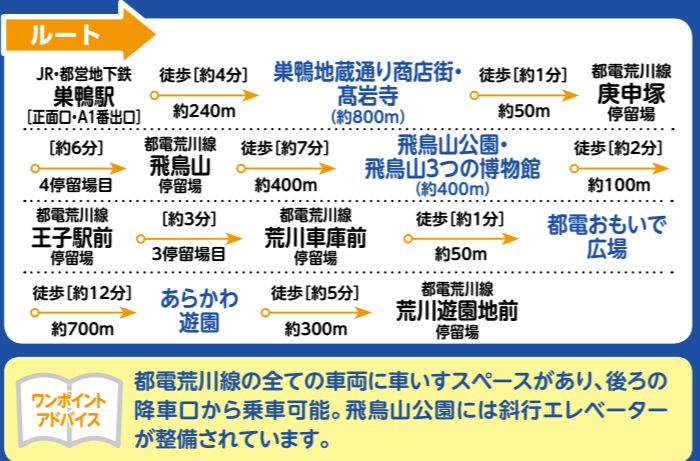 ルート
JR・都営地下鉄
巣鴨駅
[正面口・A1番出口]
徒歩[約4分]
約240m
巣鴨地蔵通り商店街・
髙岩寺
(約800m)
徒歩[約1分]
約50m
都電荒川線
庚申塚
停留場
[約6分]
4停留場目
都電荒川線
飛鳥山
停留場
徒歩[約7分]
約400m
飛鳥山公園・
飛鳥山3つの博物館
(約400m)
徒歩[約2分]
約100m
都電荒川線
王子駅前
停留場
[約3分]
3停留場目
都電荒川線
荒川車庫前
停留場
徒歩[約1分]
約50m
都電おもいで
広場
徒歩[約12分]
約700m
あらかわ
遊園
徒歩[約5分]
約300m
都電荒川線
荒川遊園地前
停留場
ワンポイント
アドバイス
都電荒川線の全ての車両に車いすスペースがあり、後ろの
降車口から乗車可能。飛鳥山公園には斜行エレベーター
が整備されています。